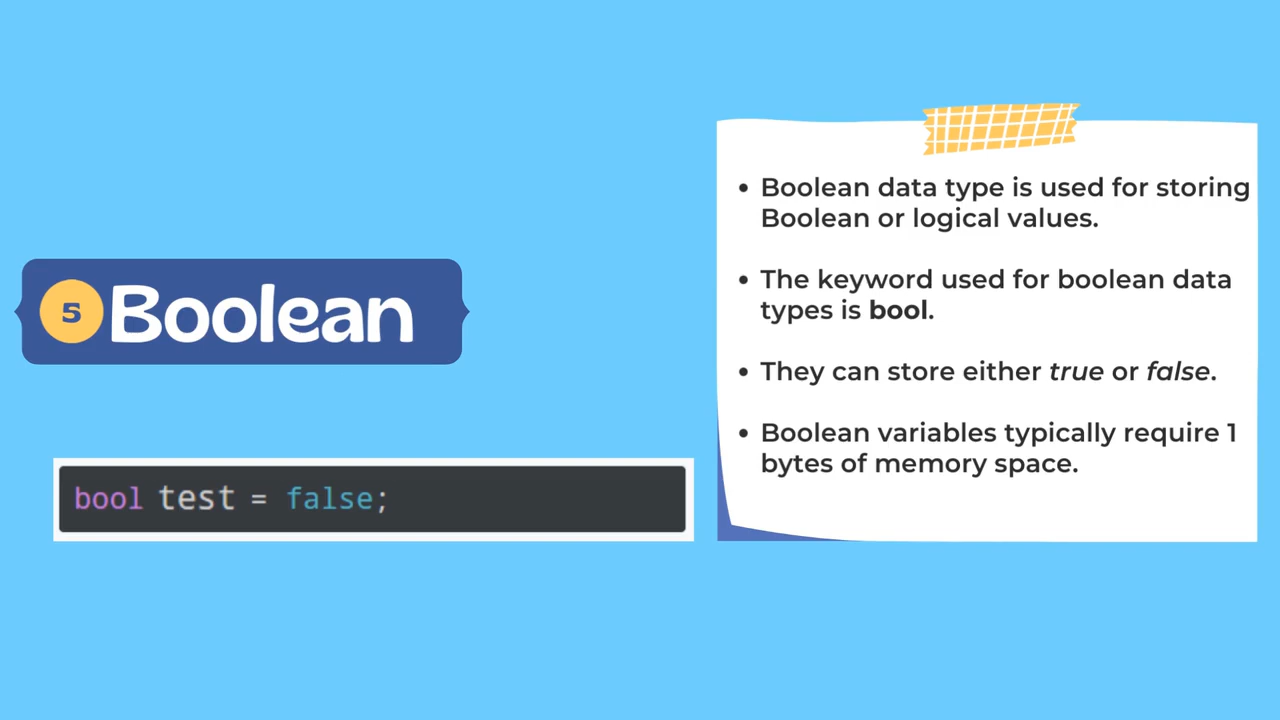 5 Boolean
bool test = false;
• Boolean data type is used for storing
Boolean or logical values.
• The keyword used for boolean data
types is bool.
• They can store either true or false.
• Boolean variables typically require 1
bytes of memory space.